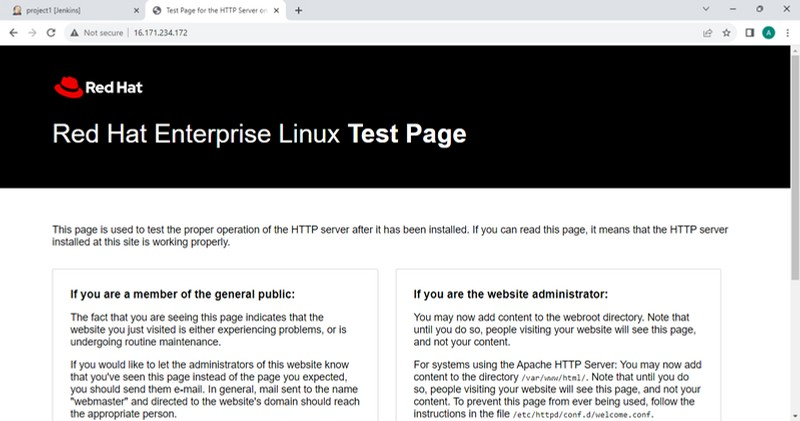 project1 [Jenkins]
Test Page for the HTTP Server on
Not secure | 16.171.234.172
A
Red Hat
Red Hat Enterprise Linux Test Page
This page is used to test the proper operation of the HTTP server after it has been installed. If you can read this page, it means that the HTTP server
installed at this site is working properly.
If you are a member of the general public:
The fact that you are seeing this page indicates that the
website you just visited is either experiencing problems, or is
undergoing routine maintenance.
If you would like to let the administrators of this website know
that you've seen this page instead of the page you expected,
you should send them e-mail. In general, mail sent to the name
"webmaster" and directed to the website's domain should reach
the appropriate person.
If you are the website administrator:
You may now add content to the webroot directory. Note that
until you do so, people visiting your website will see this page,
and not your content.
For systems using the Apache HTTP Server: You may now add
content to the directory /var/www/html/. Note that until you do
so, people visiting your website will see this page, and not your
content. To prevent this page from ever being used, follow the
instructions in the file /etc/httpd/conf.d/welcome.conf.